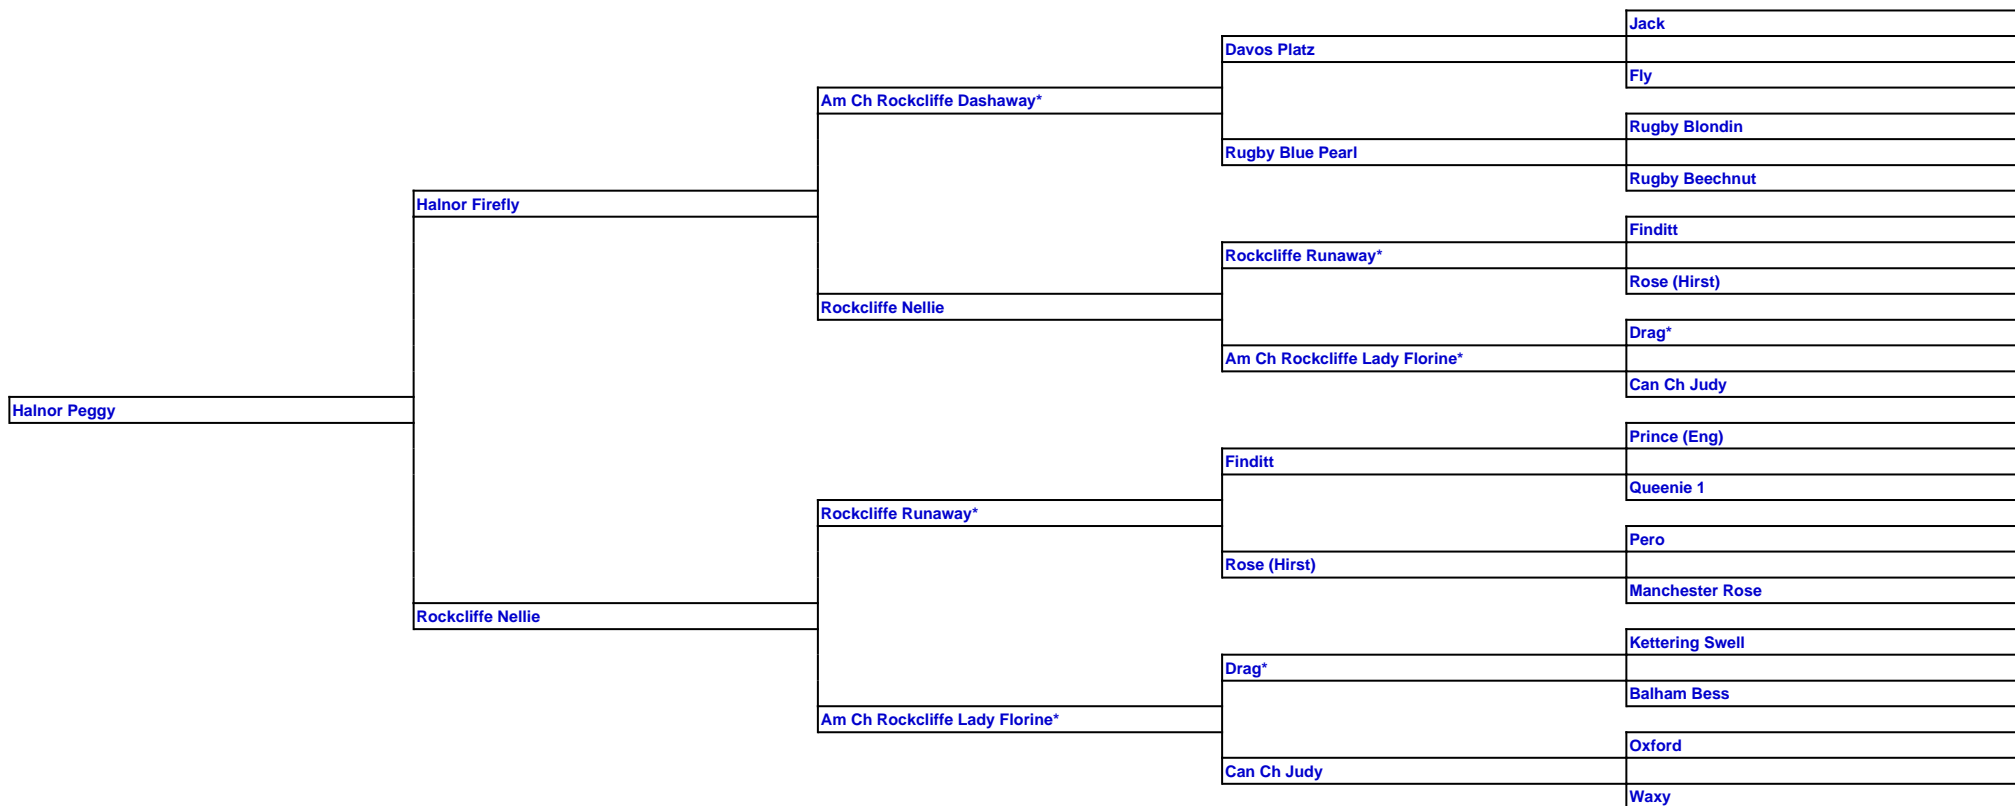 Jack
Davos Platz
Fly
Am Ch Rockcliffe Dashaway*
Rugby Blondin
Rugby Blue Pearl
Rugby Beechnut
Halnor Firefly
Finditt
Rockcliffe Runaway*
Rose (Hirst)
Rockcliffe Nellie
Drag*
Am Ch Rockcliffe Lady Florine*
Can Ch Judy
Halnor Peggy
Prince (Eng)
Finditt
Queenie 1
Rockcliffe Runaway*
Pero
Rose (Hirst)
Manchester Rose
Rockcliffe Nellie
Kettering Swell
Drag*
Balham Bess
Am Ch Rockcliffe Lady Florine*
Oxford
Can Ch Judy
Waxy